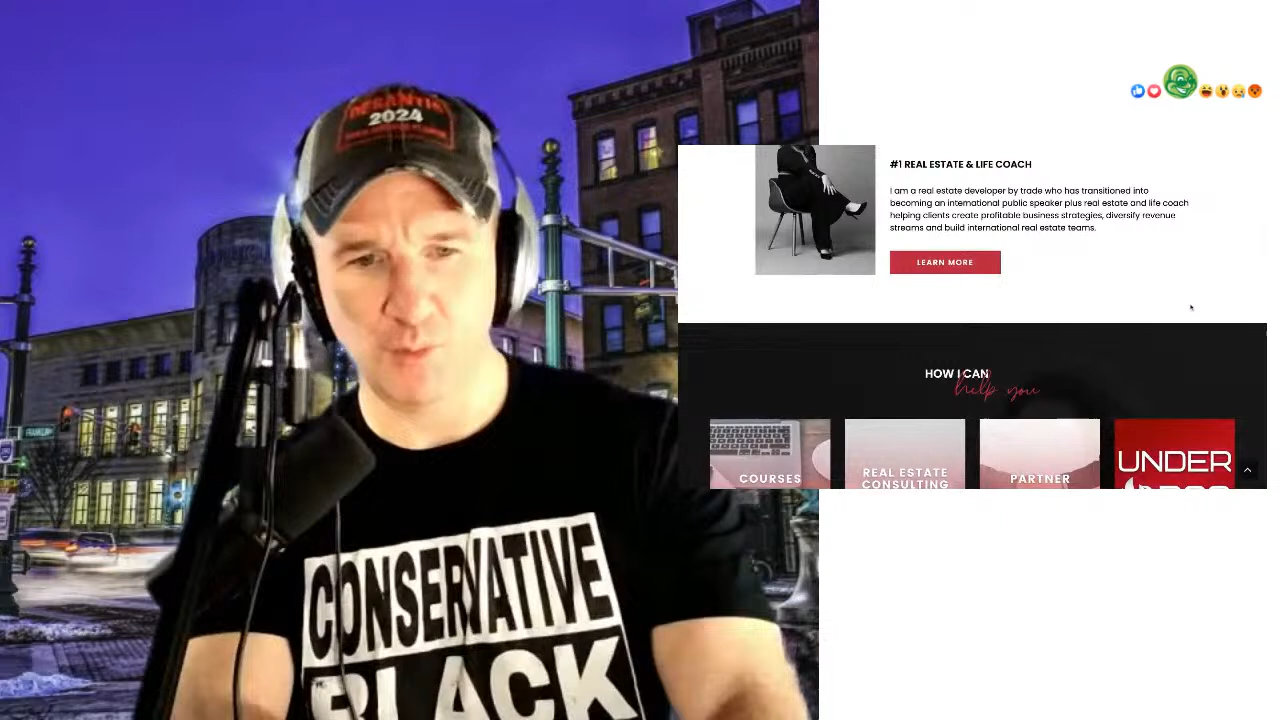 DESANTIS
2024
FRANKLIN
CONSERVATIVE
BLACK
#1 REAL ESTATE & LIFE COACH
I am a real estate developer by trade who has transitioned into
becoming an international public speaker plus real estate and life coach
helping clients create profitable business strategies, diversify revenue
streams and build international real estate teams.
LEARN MORE
HOW I CAN
help you
COURSES
REAL ESTATE
CONSULTING
PARTNER
UNDER